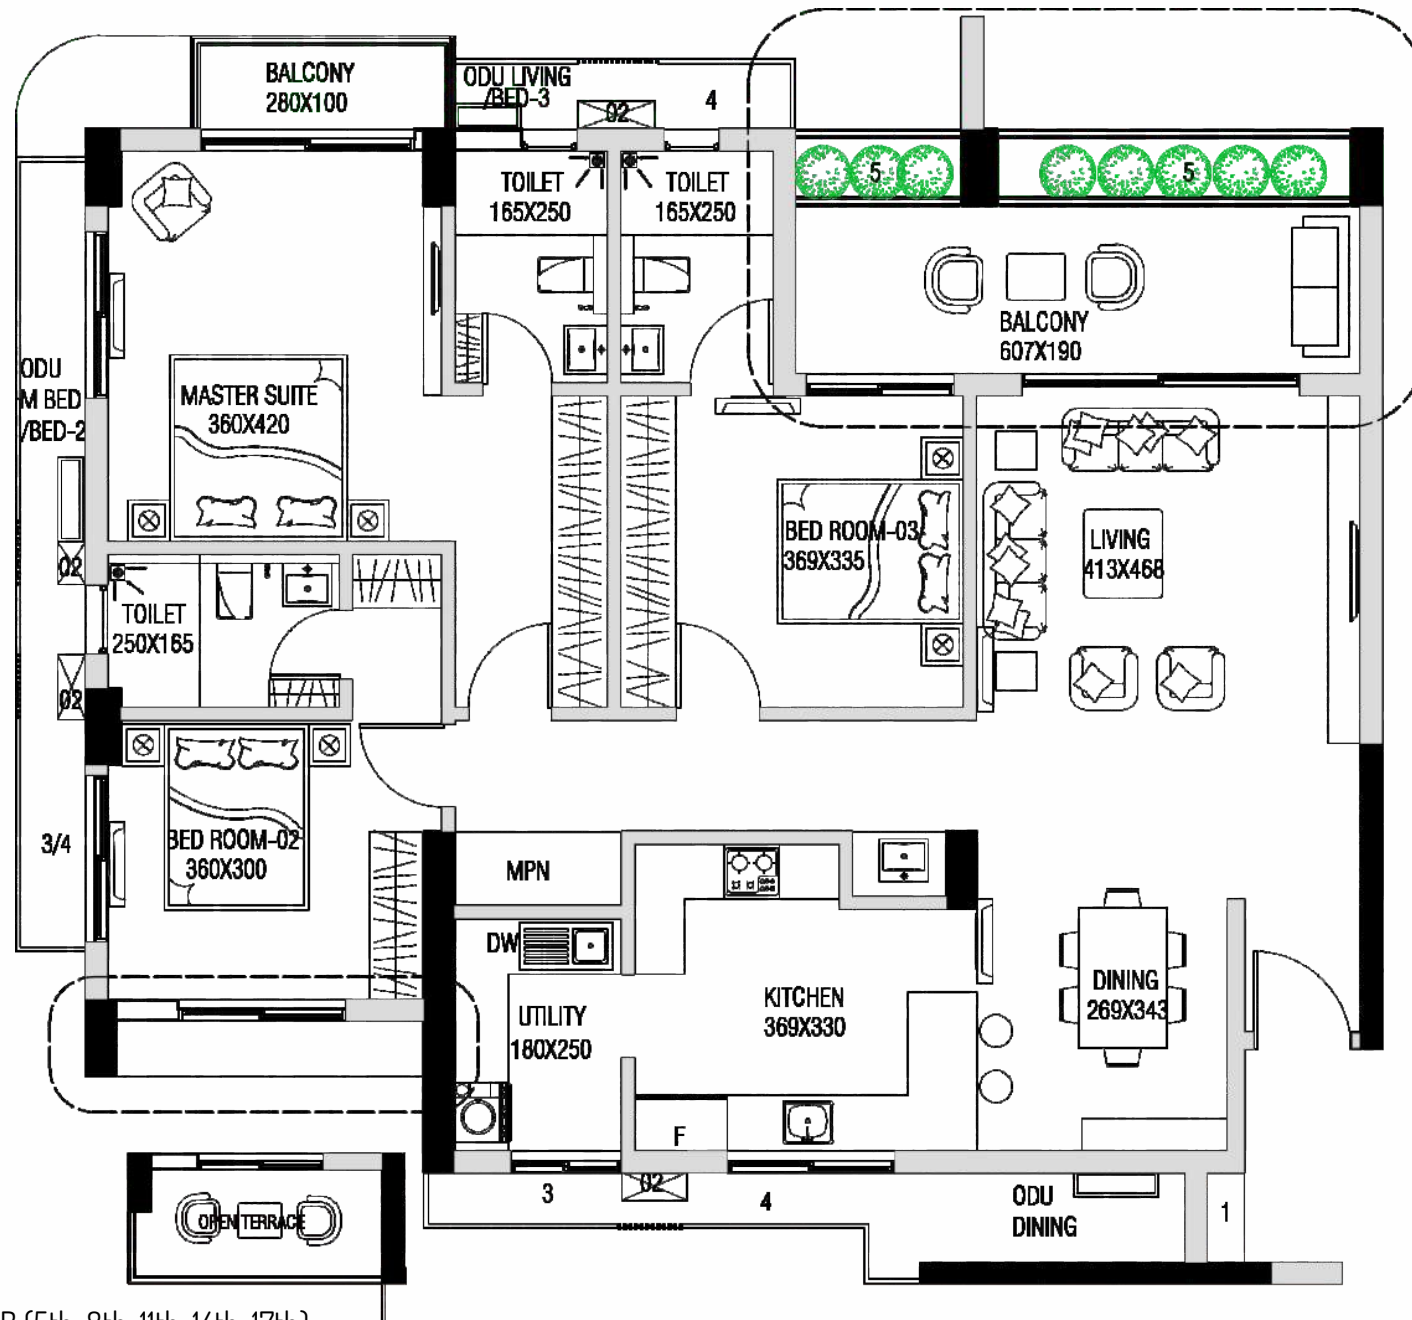 BALCONY
280X100
ODU LIVING
/BED-3
02
4
TOILET
165X250
TOILET
165X250
5
5
BALCONY
607X190
ODU
M BED
/BED-2
MASTER SUITE
360X420
BED ROOM-03
369X335
LIVING
413X468
02
TOILET
250X165
02
3/4
BED ROOM-02
360X300
MPN
DW
UTILITY
180X250
KITCHEN
369X330
DINING
269X343
F
3
02
4
ODU
DINING
1
OPEN TERRACE